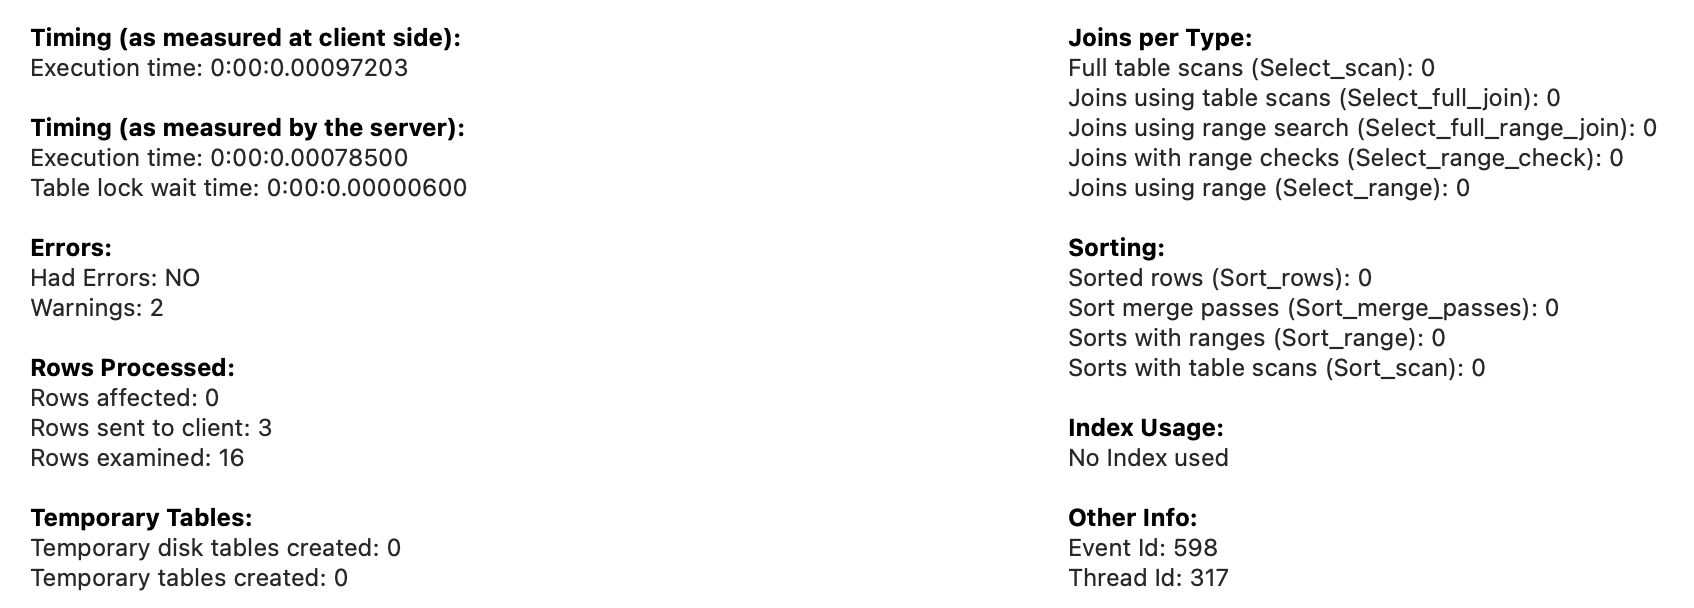 Timing (as measured at client side):
Execution time: 0:00:0.00097203
Timing (as measured by the server):
Execution time: 0:00:0.00078500
Table lock wait time: 0:00:0.00000600
Errors:
Had Errors: NO
Warnings: 2
Rows Processed:
Rows affected: 0
Rows sent to client: 3
Rows examined: 16
Temporary Tables:
Temporary disk tables created: 0
Temporary tables created: 0
Joins per Type:
Full table scans (Select_scan): 0
Joins using table scans (Select_full_join): 0
Joins using range search (Select_full_range_join): 0
Joins with range checks (Select_range_check): 0
Joins using range (Select_range): 0
Sorting:
Sorted rows (Sort_rows): 0
Sort merge passes (Sort_merge_passes): 0
Sorts with ranges (Sort_range): 0
Sorts with table scans (Sort_scan): 0
Index Usage:
No Index used
Other Info:
Event Id: 598
Thread Id: 317